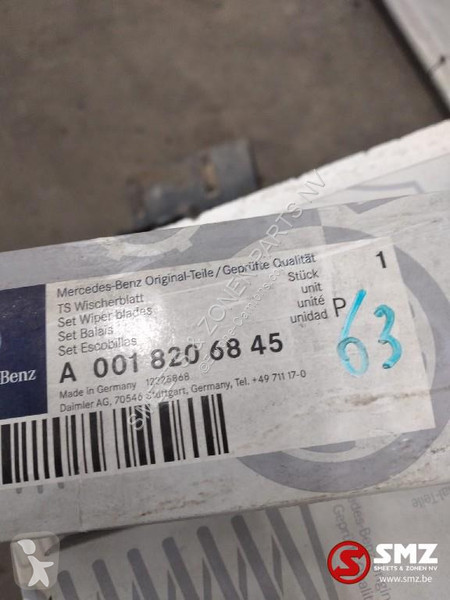 Mercedes-Benz Original-Teile/Geprüfte Qualität
TS Wischerblatt
Set Wiper blades
Set Balais
Set Escobillas
Stück
unit
unité
unidad
1
P
63
A 001 820 68 45
Benz
Made in Germany 12325868
Daimler AG, 70546 Stuttgart, Germany, Tel. +49 711 17-0
SMZ
SMEETS & ZONEN NV
www.smz.be